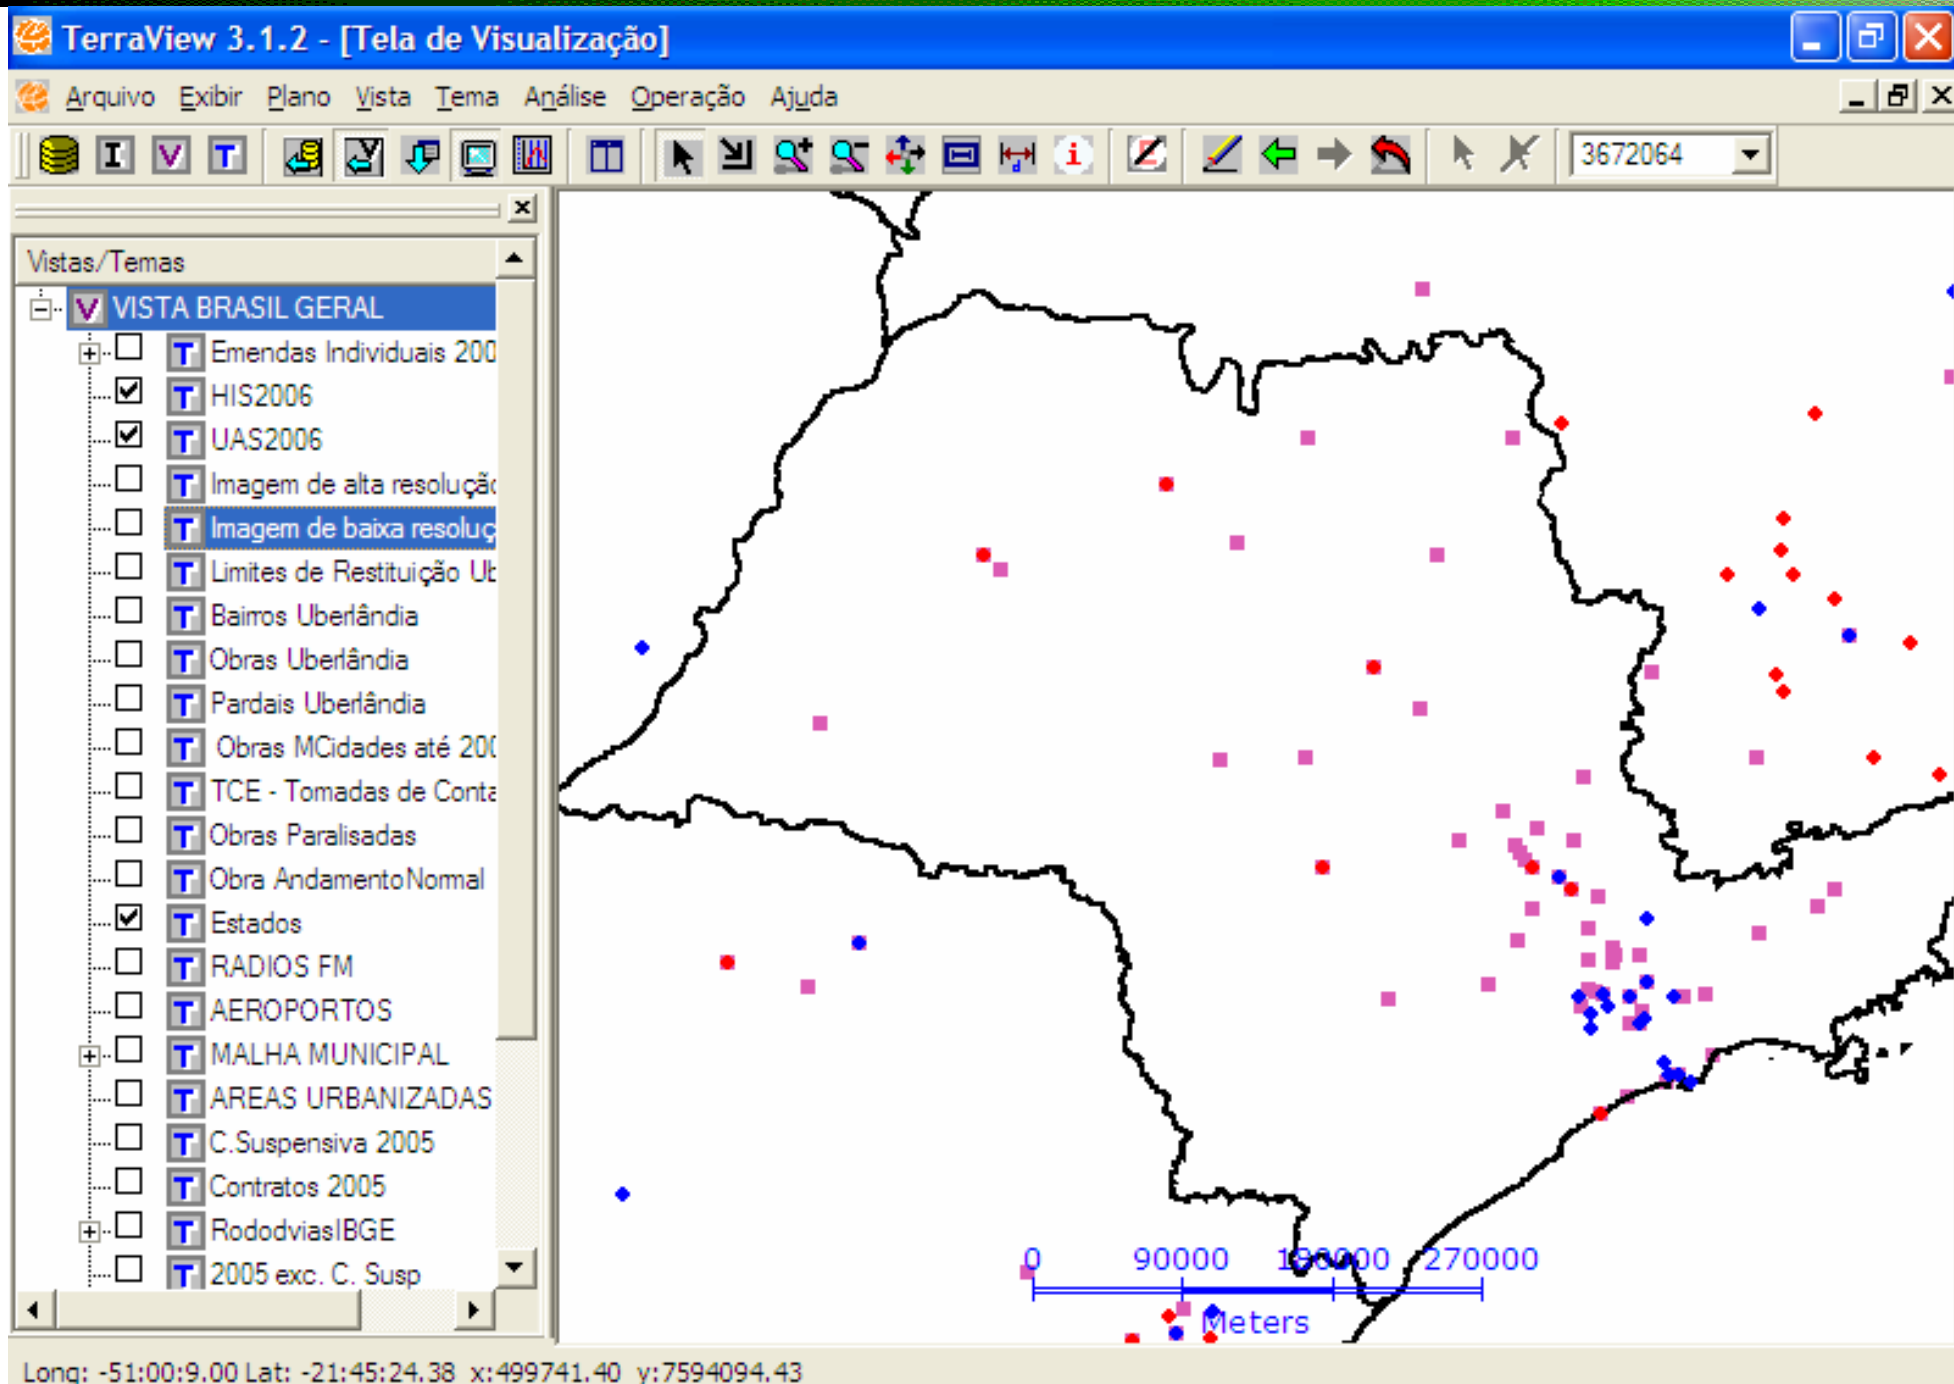 TerraView 3.1.2 - [Tela de Visualização]
Arquivo Exibir Plano Vista Tema Análise Operação Ajuda
I V T 3672064
Vistas/Temas
V VISTA BRASIL GERAL
T Emendas Individuais 200
T HIS2006
T UAS2006
T Imagem de alta resolução
T Imagem de baixa resoluç
T Limites de Restituição Ub
T Bairros Uberlândia
T Obras Uberlândia
T Pardais Uberlândia
T Obras MCidades até 200
T TCE - Tomadas de Conta
T Obras Paralisadas
T Obra AndamentoNormal
T Estados
T RADIOS FM
T AEROPORTOS
T MALHA MUNICIPAL
T AREAS URBANIZADAS
T C.Suspensiva 2005
T Contratos 2005
T RododviasIBGE
T 2005 exc. C. Susp
0 90000 180000 270000
Meters
Long: -51:00:9.00 Lat: -21:45:24.38 x:499741.40 y:7594094.43